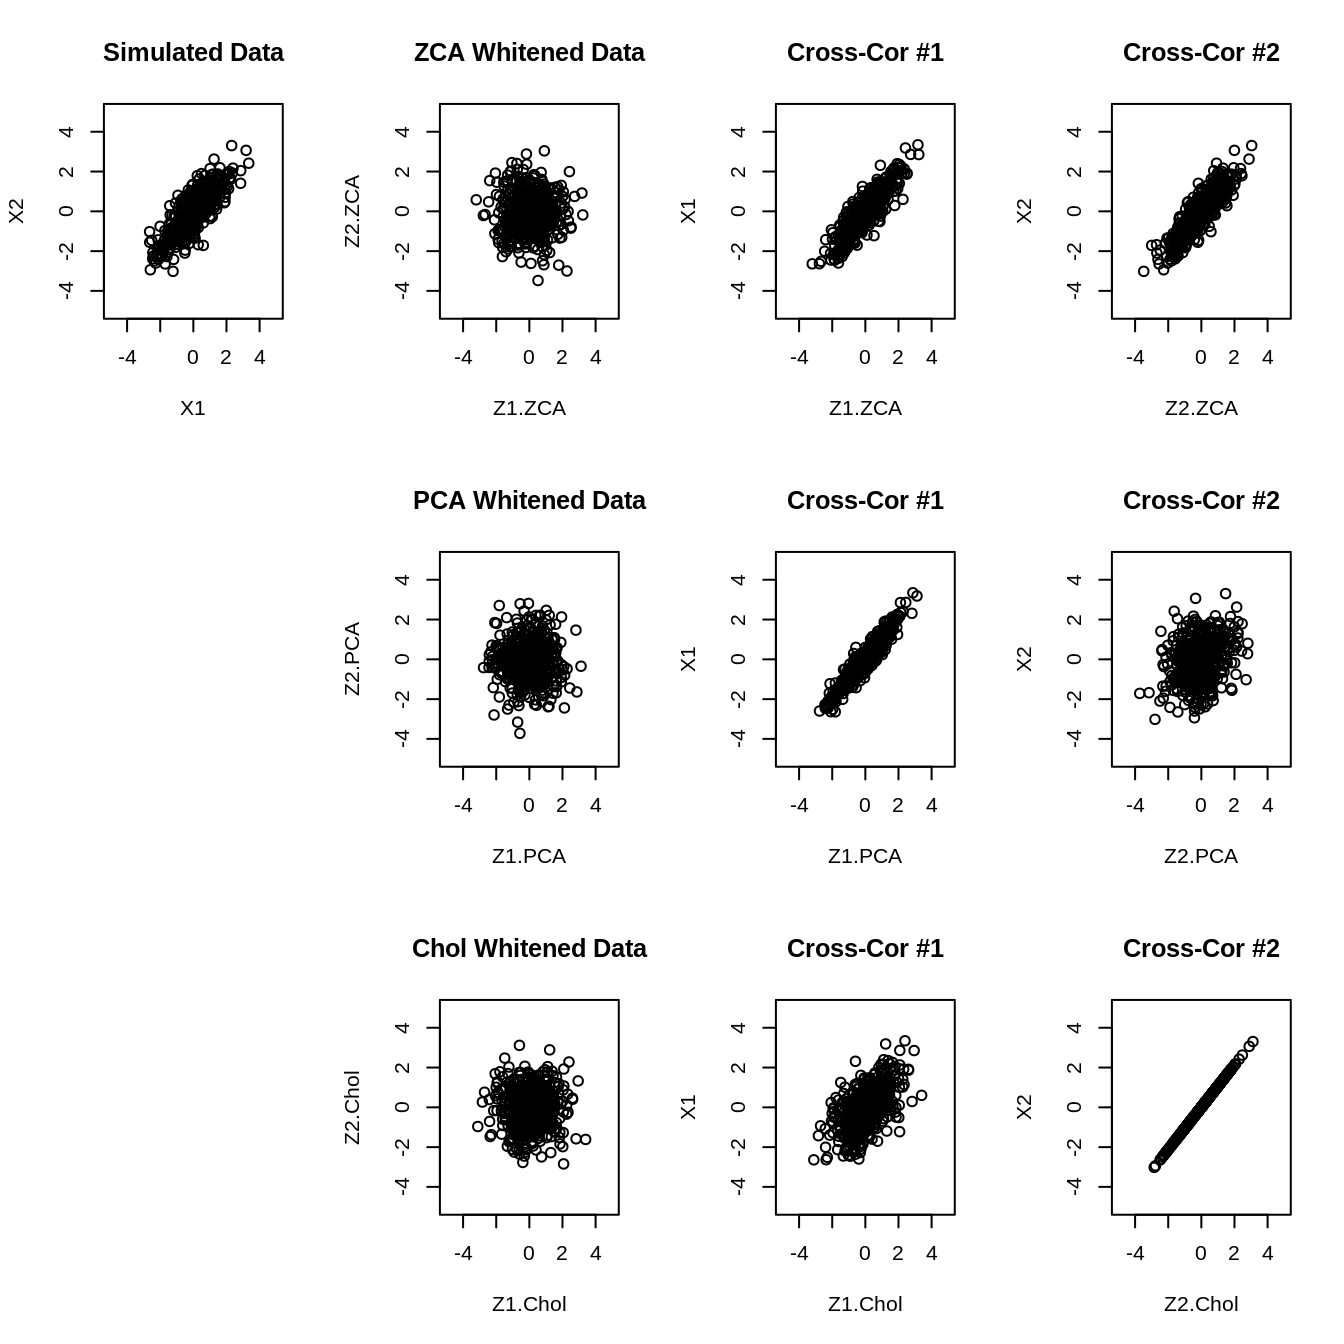 Simulated Data
X2
4
2
0
-2
-4
-4 0 2 4
X1
ZCA Whitened Data
Z2.ZCA
4
2
0
-2
-4
-4 0 2 4
Z1.ZCA
Cross-Cor #1
X1
4
2
0
-2
-4
-4 0 2 4
Z1.ZCA
Cross-Cor #2
X2
4
2
0
-2
-4
-4 0 2 4
Z2.ZCA
PCA Whitened Data
Z2.PCA
4
2
0
-2
-4
-4 0 2 4
Z1.PCA
Cross-Cor #1
X1
4
2
0
-2
-4
-4 0 2 4
Z1.PCA
Cross-Cor #2
X2
4
2
0
-2
-4
-4 0 2 4
Z2.PCA
Chol Whitened Data
Z2.Chol
4
2
0
-2
-4
-4 0 2 4
Z1.Chol
Cross-Cor #1
X1
4
2
0
-2
-4
-4 0 2 4
Z1.Chol
Cross-Cor #2
X2
4
2
0
-2
-4
-4 0 2 4
Z2.Chol